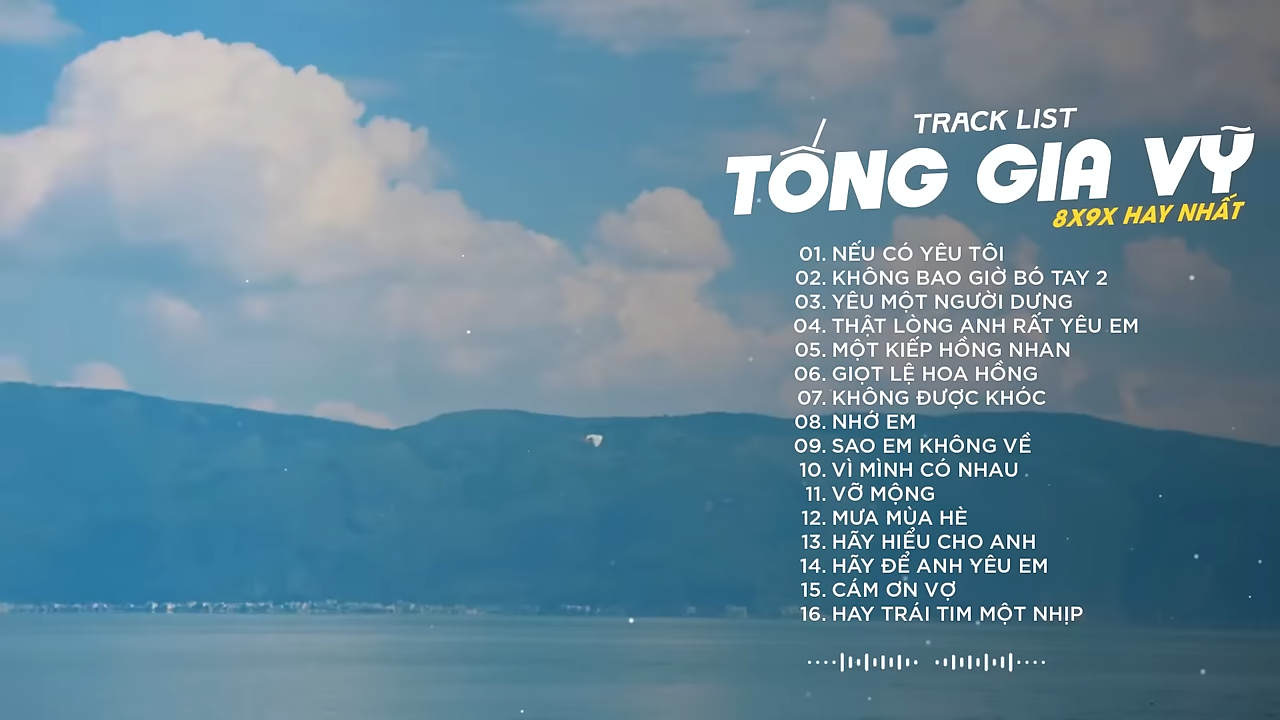 TRACK LIST
TỐNG GIA VỸ
8X9X HAY NHẤT
01. NẾU CÓ YÊU TÔI
02. KHÔNG BAO GIỜ BÓ TAY 2
03. YÊU MỘT NGƯỜI DƯNG
04. THẬT LÒNG ANH RẤT YÊU EM
05. MỘT KIẾP HỒNG NHAN
06. GIỌT LỆ HOA HỒNG
07. KHÔNG ĐƯỢC KHÓC
08. NHỚ EM
09. SAO EM KHÔNG VỀ
10. VÌ MÌNH CÓ NHAU
11. VỠ MỘNG
12. MƯA MÙA HÈ
13. HÃY HIỂU CHO ANH
14. HÃY ĐỂ ANH YÊU EM
15. CÁM ƠN VỢ
16. HAY TRÁI TIM MỘT NHỊP